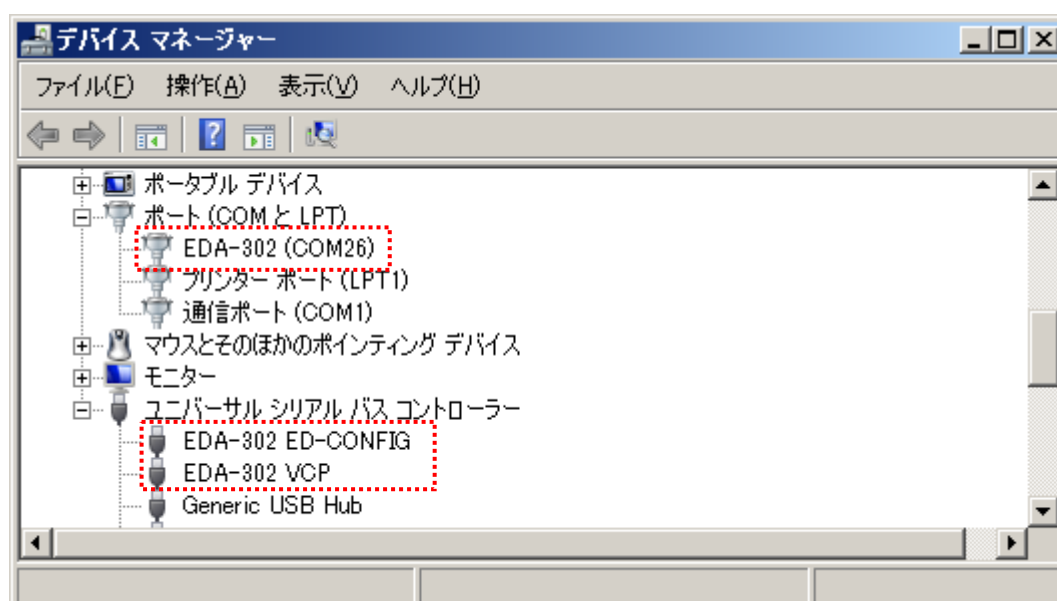 デバイス マネージャー
ファイル(F) 操作(A) 表示(V) ヘルプ(H)
ポータブル デバイス
ポート (COM と LPT)
EDA-302 (COM26)
プリンター ポート (LPT1)
通信ポート (COM1)
マウスとそのほかのポインティング デバイス
モニター
ユニバーサル シリアル バス コントローラー
EDA-302 ED-CONFIG
EDA-302 VCP
Generic USB Hub